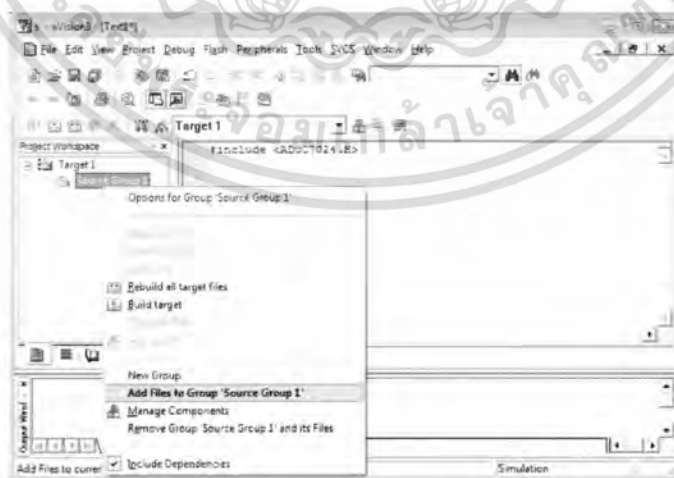 s - µVision3 - [Text1*]
File Edit View Project Debug Flash Peripherals Tools SVCS Window Help
Target 1
Project Workspace
#include <ADuC7024.H>
Target 1
Source Group 1
Options for Group 'Source Group 1'
Rebuild all target files
Build target
New Group
Add Files to Group 'Source Group 1'
Manage Components
Remove Group 'Source Group 1' and its Files
Include Dependencies
Add Files to curren
Simulation